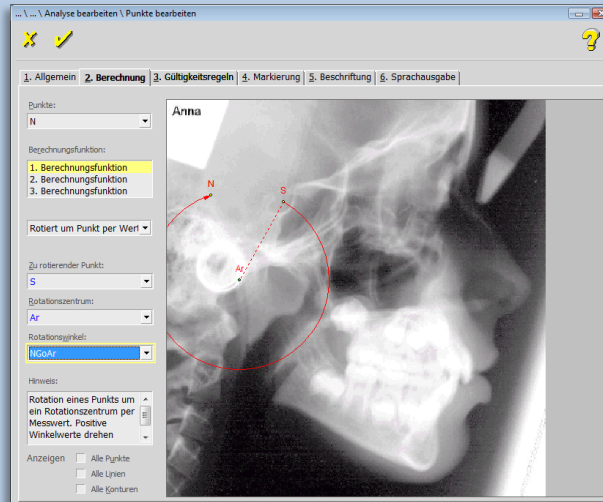 ... \ ... \ Analyse bearbeiten \ Punkte bearbeiten
1. Allgemein 2. Berechnung 3. Gültigkeitsregeln 4. Markierung 5. Beschriftung 6. Sprachausgabe
Punkte:
N
Berechnungsfunktion:
1. Berechnungsfunktion
2. Berechnungsfunktion
3. Berechnungsfunktion
Rotiert um Punkt per Wert
Zu rotierender Punkt:
S
Rotationszentrum:
Ar
Rotationswinkel:
NGoAr
Hinweis:
Rotation eines Punkts um
ein Rotationszentrum per
Messwert. Positive
Winkelwerte drehen
Anzeigen Alle Punkte
Alle Linien
Alle Konturen
Anna
N
S
Ar